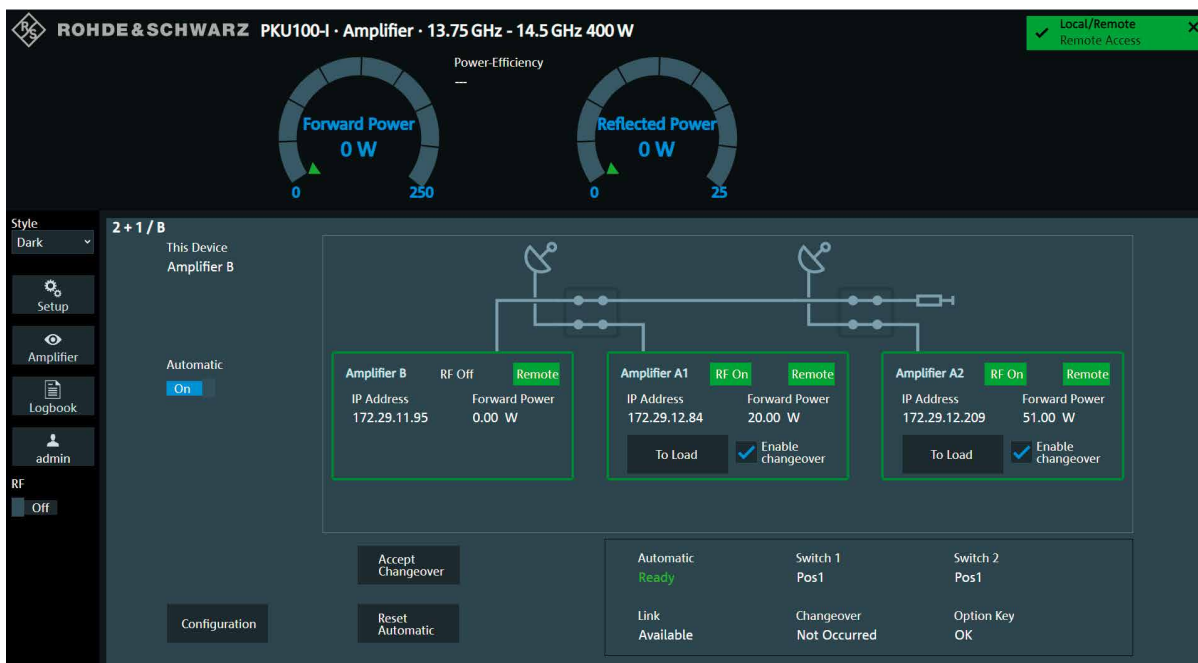 ROHDE & SCHWARZ PKU100-I · Amplifier · 13.75 GHz - 14.5 GHz 400 W
Local/Remote
Remote Access
Power-Efficiency
---
Forward Power
0 W
0 250
Reflected Power
0 W
0 25
Style
Dark
Setup
Amplifier
Logbook
admin
RF
Off
2 + 1 / B
This Device
Amplifier B
Automatic
On
Amplifier B RF Off Remote
IP Address Forward Power
172.29.11.95 0.00 W
Amplifier A1 RF On Remote
IP Address Forward Power
172.29.12.84 20.00 W
To Load Enable
changeover
Amplifier A2 RF On Remote
IP Address Forward Power
172.29.12.209 51.00 W
To Load Enable
changeover
Accept
Changeover
Configuration
Reset
Automatic
Automatic Switch 1 Switch 2
Ready Pos1 Pos1
Link Changeover Option Key
Available Not Occurred OK